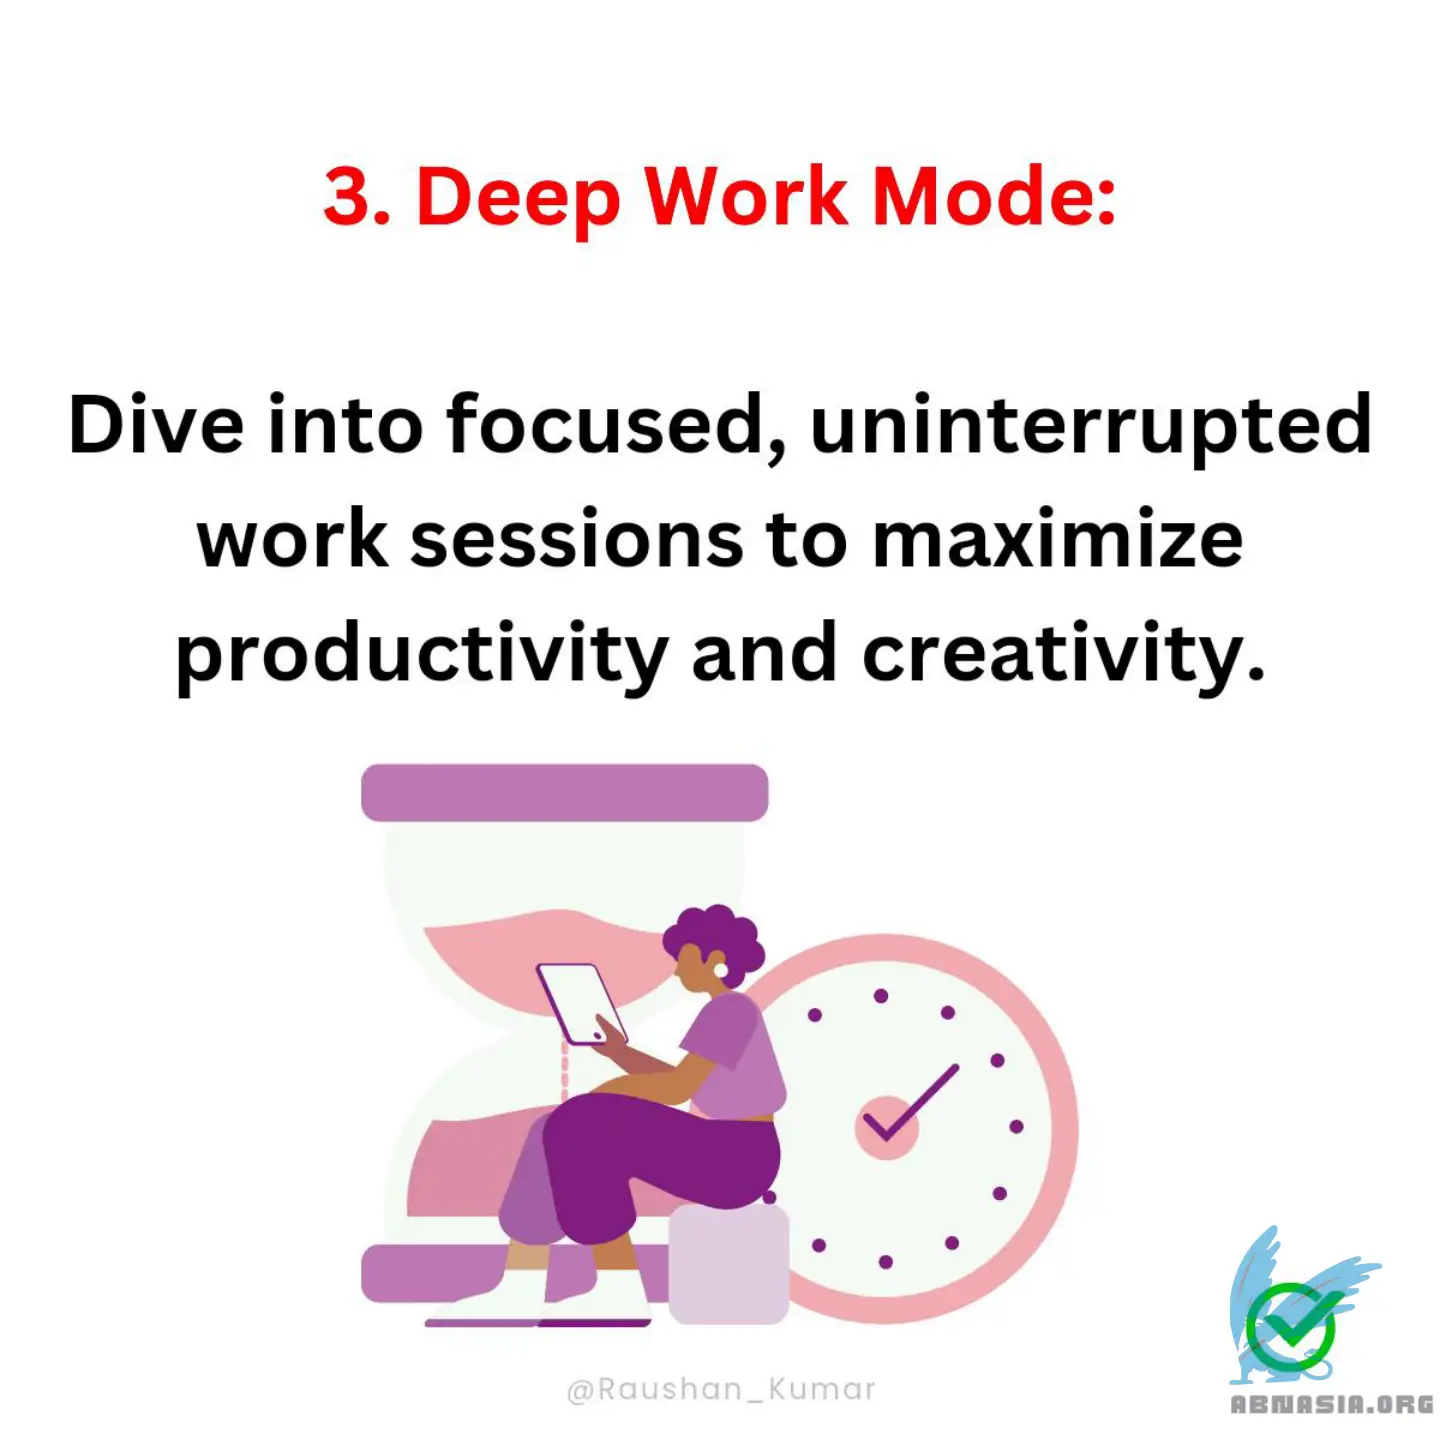 3. Deep Work Mode:
Dive into focused, uninterrupted
work sessions to maximize
productivity and creativity.
@Raushan_Kumar
ABNASIA.ORG